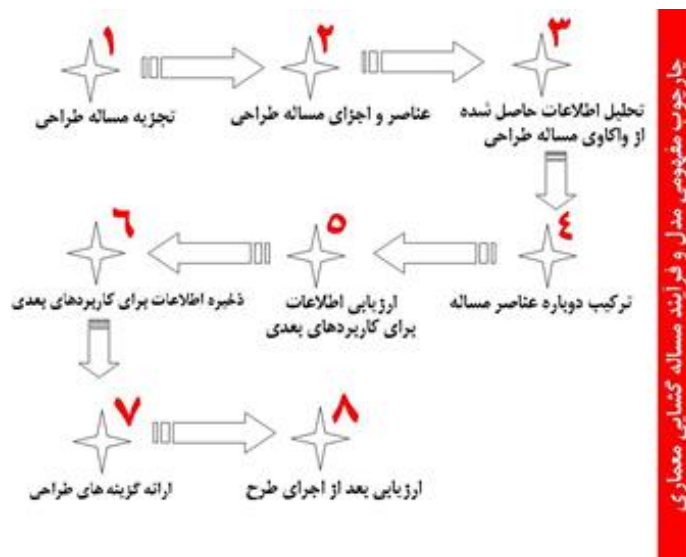 ۱
تجزیه مساله طراحی
۲
عناصر و اجزای مساله طراحی
۳
تحلیل اطلاعات حاصل شده
از واکاوی مساله طراحی
٤
ترکیب دوباره عناصر مساله
۵
ارزیابی اطلاعات
برای کاربردهای بعدی
٦
ذخیره اطلاعات برای کاربردهای بعدی
۷
ارائه گزینه های طراحی
۸
ارزیابی بعد از اجرای طرح
چارچوب مفهومی مدل و فرآیند مساله گشایی معماری